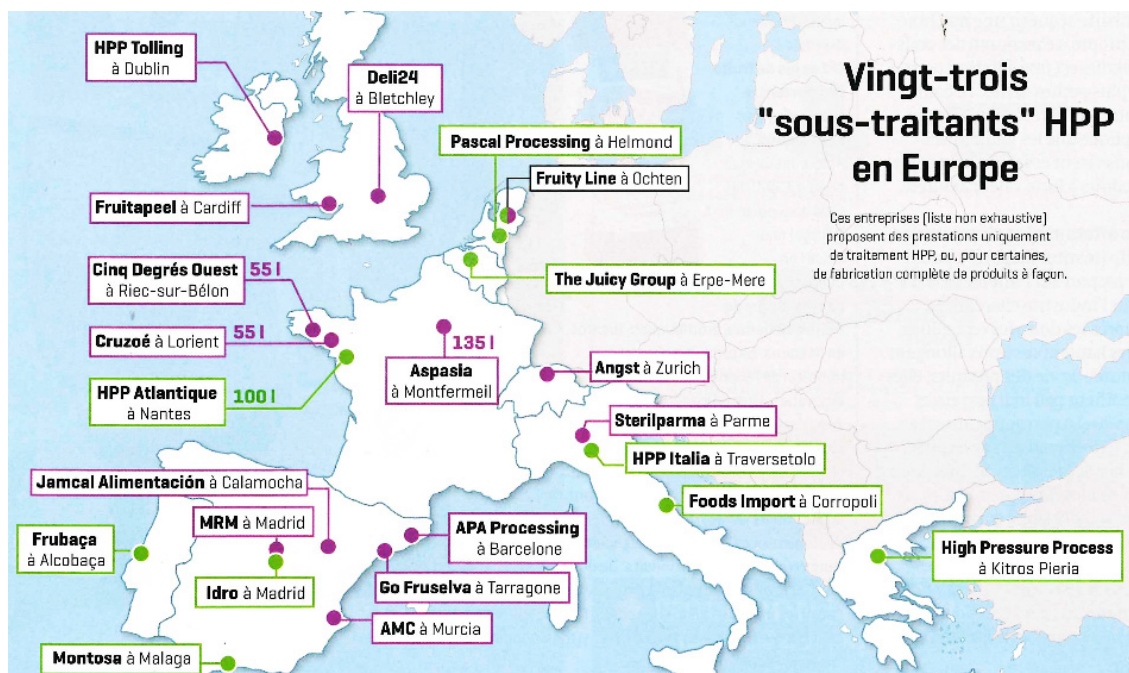 Vingt-trois
"sous-traitants" HPP
en Europe
Ces entreprises (liste non exhaustive)
proposent des prestations uniquement
de traitement HPP, ou, pour certaines,
de fabrication complète de produits à façon.
HPP Tolling
à Dublin
Deli24
à Bletchley
Pascal Processing à Helmond
Fruity Line à Ochten
Fruitapeel à Cardiff
The Juicy Group à Erpe-Mere
Cinq Degrés Ouest
à Riec-sur-Bélon
55 l
Cruzoé à Lorient
55 l
HPP Atlantique
à Nantes
100 l
135 l
Aspasia
à Montfermeil
Angst à Zurich
Sterilparma à Parme
HPP Italia à Traversetolo
Foods Import à Corropoli
High Pressure Process
à Kitros Pieria
Jamcal Alimentación à Calamocha
MRM à Madrid
APA Processing
à Barcelone
Frubaça
à Alcobaça
Idro à Madrid
Go Fruselva à Tarragone
AMC à Murcia
Montosa à Malaga